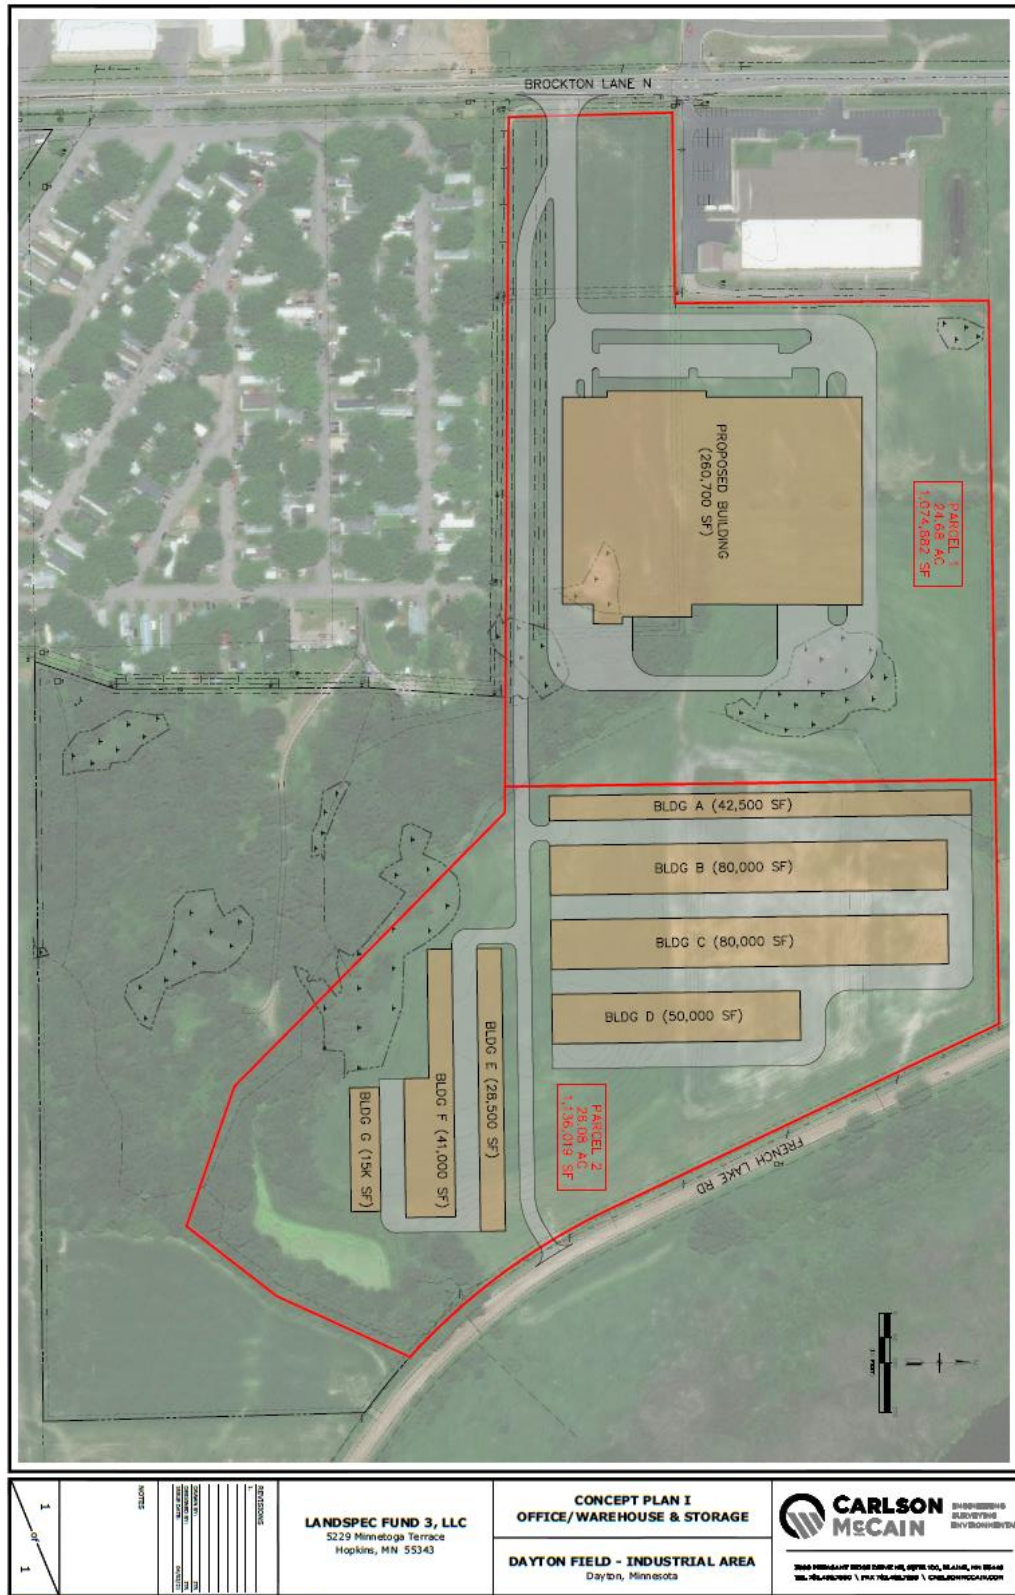 BROCKTON LANE N
PROPOSED BUILDING
(260,700 SF)
PARCEL 1
24.68 AC
1,074,882 SF
BLDG A (42,500 SF)
BLDG B (80,000 SF)
BLDG C (80,000 SF)
BLDG D (50,000 SF)
BLDG E (28,500 SF)
BLDG F (41,000 SF)
BLDG G (15K SF)
PARCEL 2
26.08 AC
1,136,019 SF
FRENCH LAKE RD
1 of 1
NOTES
REVISIONS
1.
LANDSPEC FUND 3, LLC
5229 Minnetoga Terrace
Hopkins, MN 55343
CONCEPT PLAN I
OFFICE/WAREHOUSE & STORAGE
DAYTON FIELD - INDUSTRIAL AREA
Dayton, Minnesota
CARLSON
McCAIN
ENGINEERING
SURVEYING
ENVIRONMENTAL